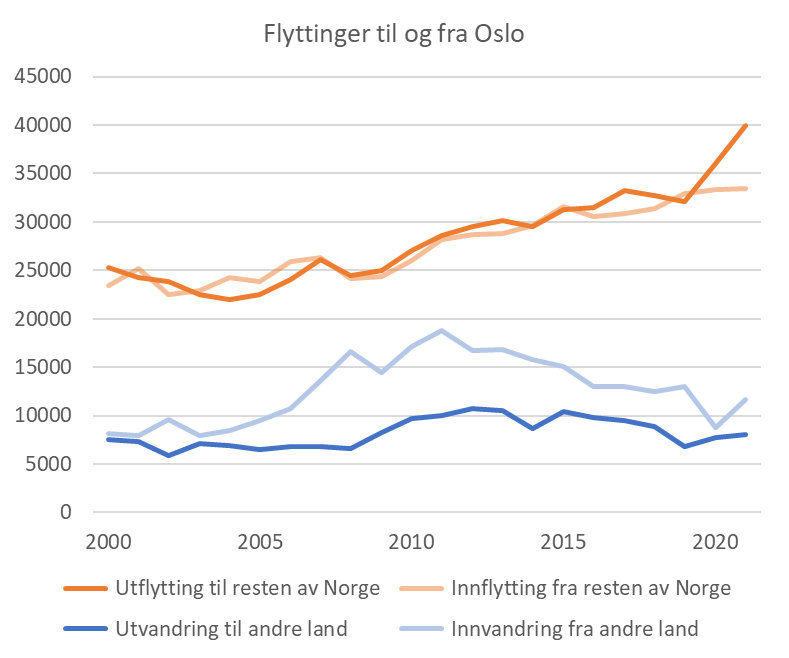 Flyttinger til og fra Oslo
45000
40000
35000
30000
25000
20000
15000
10000
5000
0
2000 2005 2010 2015 2020
Utflytting til resten av Norge Innflytting fra resten av Norge
Utvandring til andre land Innvandring fra andre land